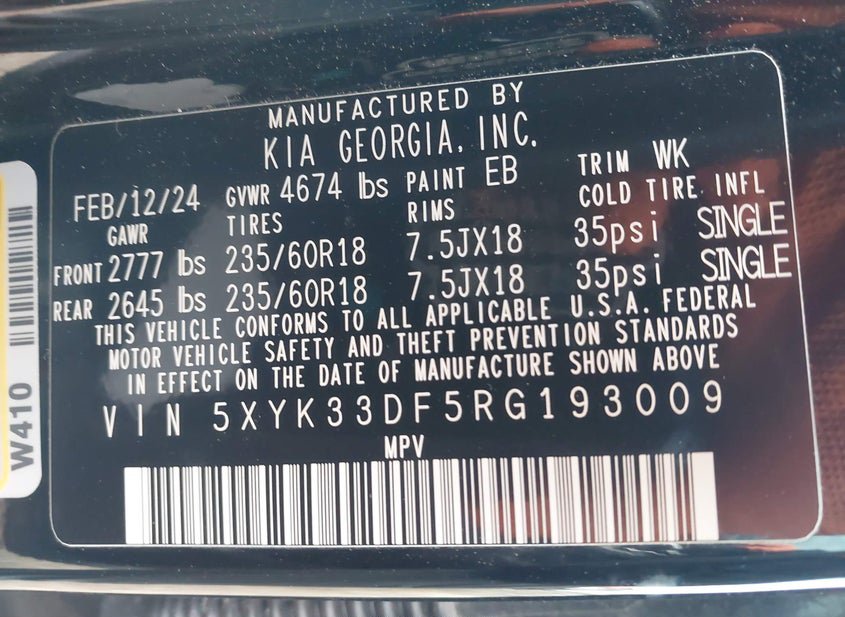 MANUFACTURED BY
KIA GEORGIA, INC.
FEB/12/24 GVWR 4674 lbs PAINT EB TRIM WK
GAWR TIRES RIMS COLD TIRE INFL
FRONT 2777 lbs 235/60R18 7.5JX18 35psi SINGLE
REAR 2645 lbs 235/60R18 7.5JX18 35psi SINGLE
THIS VEHICLE CONFORMS TO ALL APPLICABLE U.S.A. FEDERAL
MOTOR VEHICLE SAFETY AND THEFT PREVENTION STANDARDS
IN EFFECT ON THE DATE OF MANUFACTURE SHOWN ABOVE
VIN 5XYK33DF5RG193009
MPV
W410